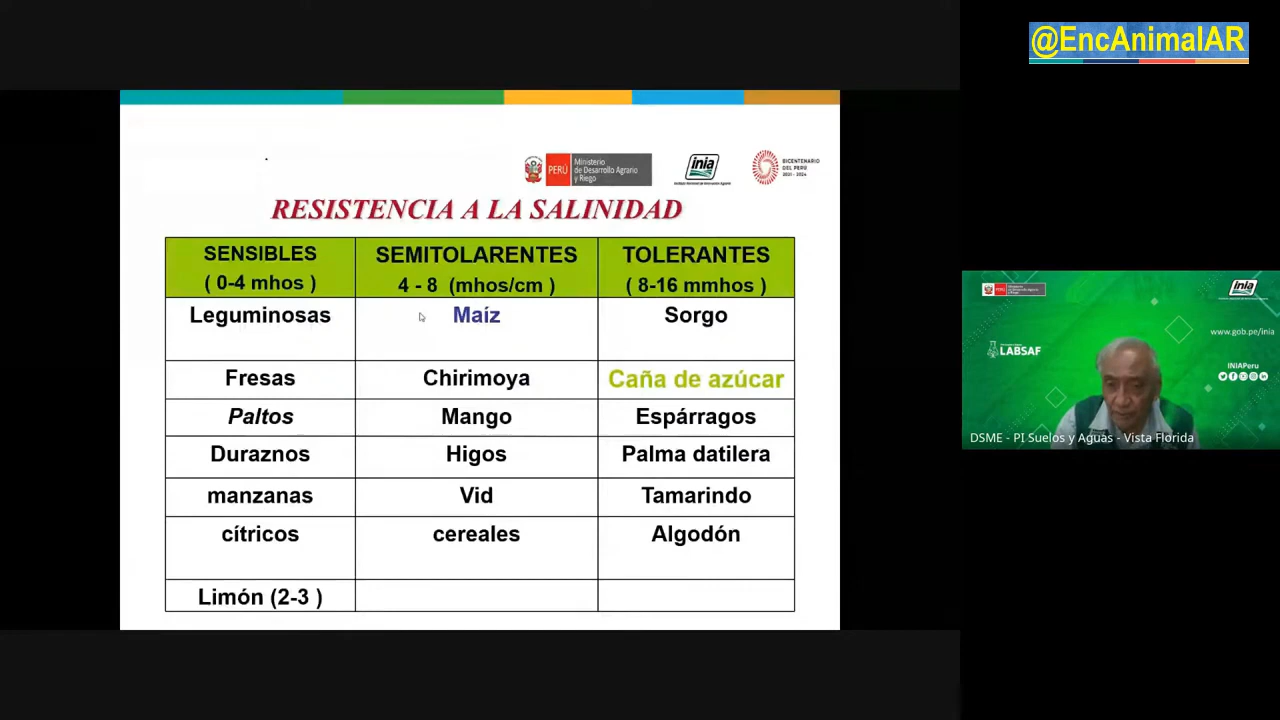 @EncAnimalAR
PERÚ
Ministerio
de Desarrollo Agrario
y Riego
inia
BICENTENARIO
DEL PERÚ
2021 - 2024
RESISTENCIA A LA SALINIDAD
SENSIBLES
( 0-4 mhos )
SEMITOLARENTES
4 - 8 (mhos/cm )
TOLERANTES
( 8-16 mmhos )
Leguminosas
Maíz
Sorgo
Fresas
Chirimoya
Caña de azúcar
Paltos
Mango
Espárragos
Duraznos
Higos
Palma datilera
manzanas
Vid
Tamarindo
cítricos
cereales
Algodón
Limón (2-3 )
PERÚ
inia
www.gob.pe/inia
LABSAF
INIAPeru
DSME - PI Suelos y Aguas - Vista Florida